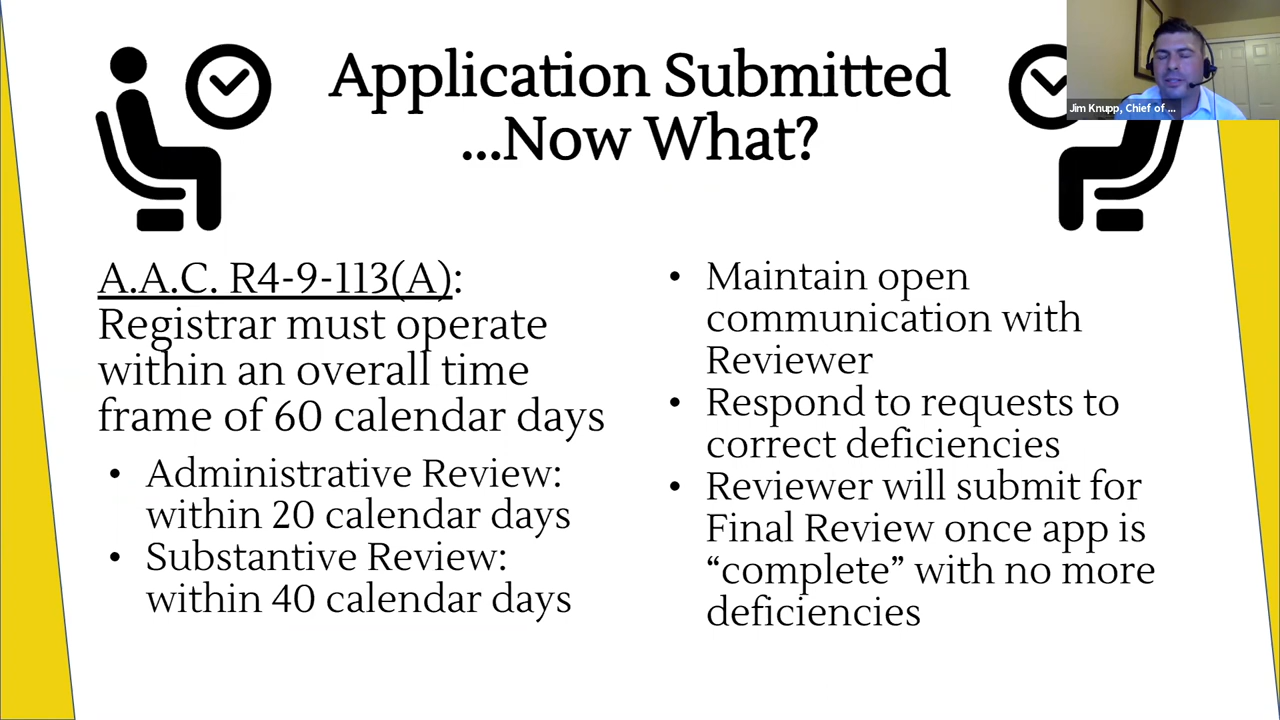 Application Submitted
...Now What?
Jim Knupp, Chief of ...
A.A.C. R4-9-113(A):
Registrar must operate
within an overall time
frame of 60 calendar days
• Administrative Review:
within 20 calendar days
• Substantive Review:
within 40 calendar days
• Maintain open
communication with
Reviewer
• Respond to requests to
correct deficiencies
• Reviewer will submit for
Final Review once app is
“complete” with no more
deficiencies